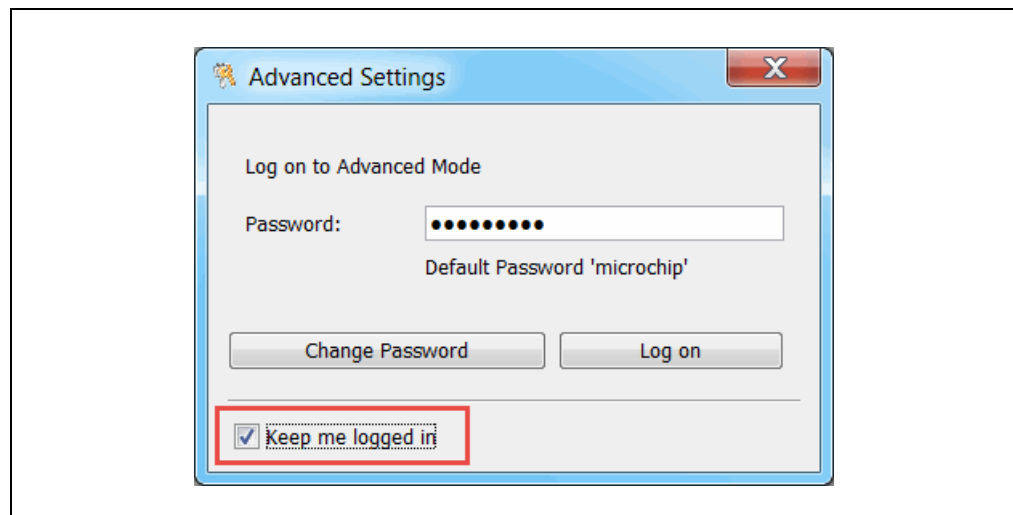 Advanced Settings
Log on to Advanced Mode
Password:
Default Password 'microchip'
Change Password Log on
Keep me logged in